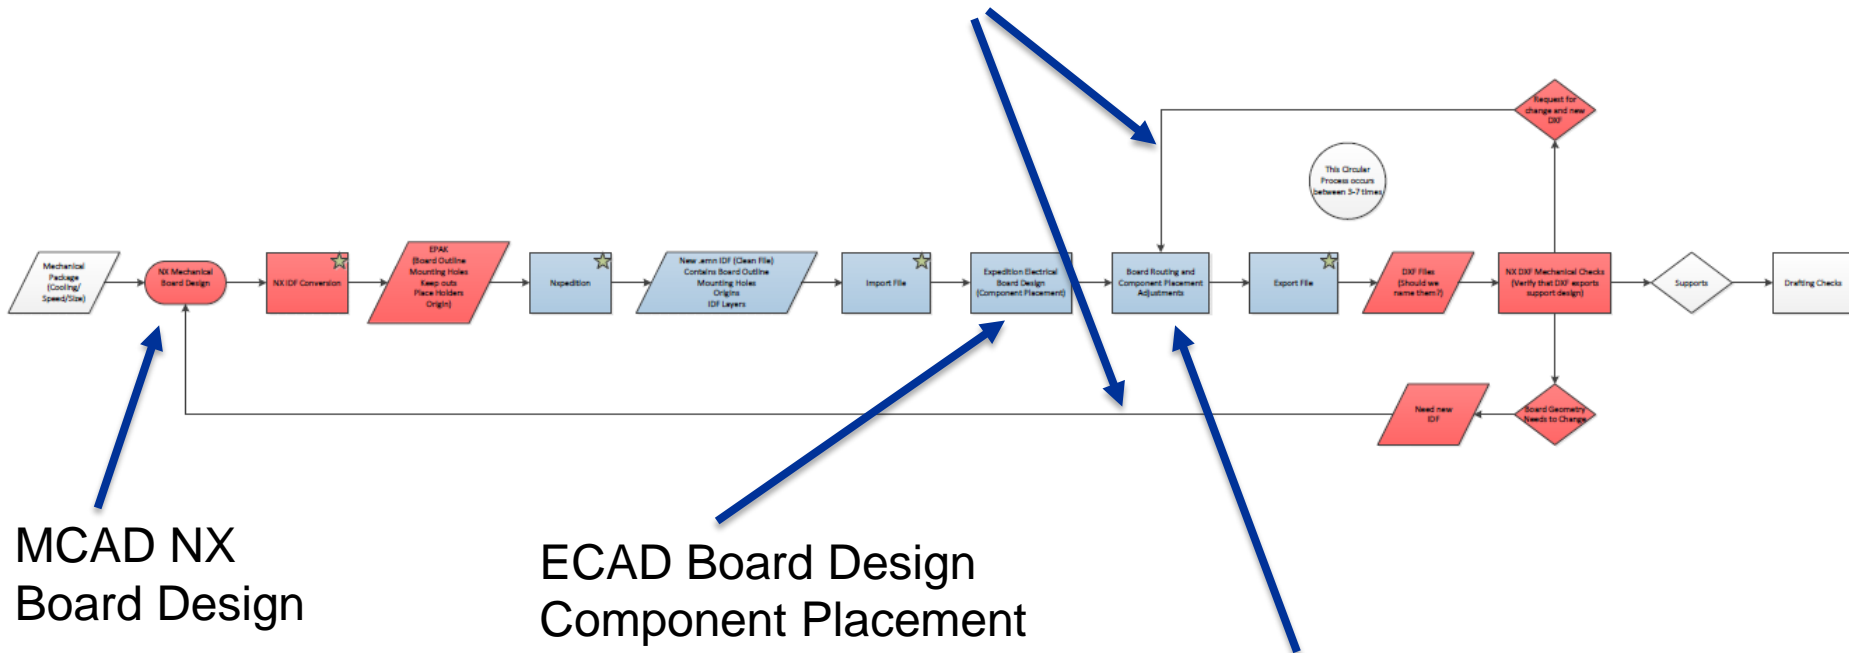 Request for
change and new
DXF
This Circular
Process occurs
between 3-7 times
Mechanical
Package
(Cooling/
Speed/Size)
NX Mechanical
Board Design
NX IDF Conversion
EPAK
(Board Outline
Mounting Holes
Keep outs
Place Holders
Origin)
Nxpedition
New .emn IDF (Clean File)
Contains Board Outline
Mounting Holes
Origins
IDF Layers
Import File
Expedition Electrical
Board Design
(Component Placement)
Board Routing and
Component Placement
Adjustments
Export File
DXF Files
(Should we
name them?)
NX DXF Mechanical Checks
(Verify that DXF exports
support design)
Supports
Drafting Checks
Need new
IDF
Board Geometry
Needs to Change
MCAD NX
Board Design
ECAD Board Design
Component Placement